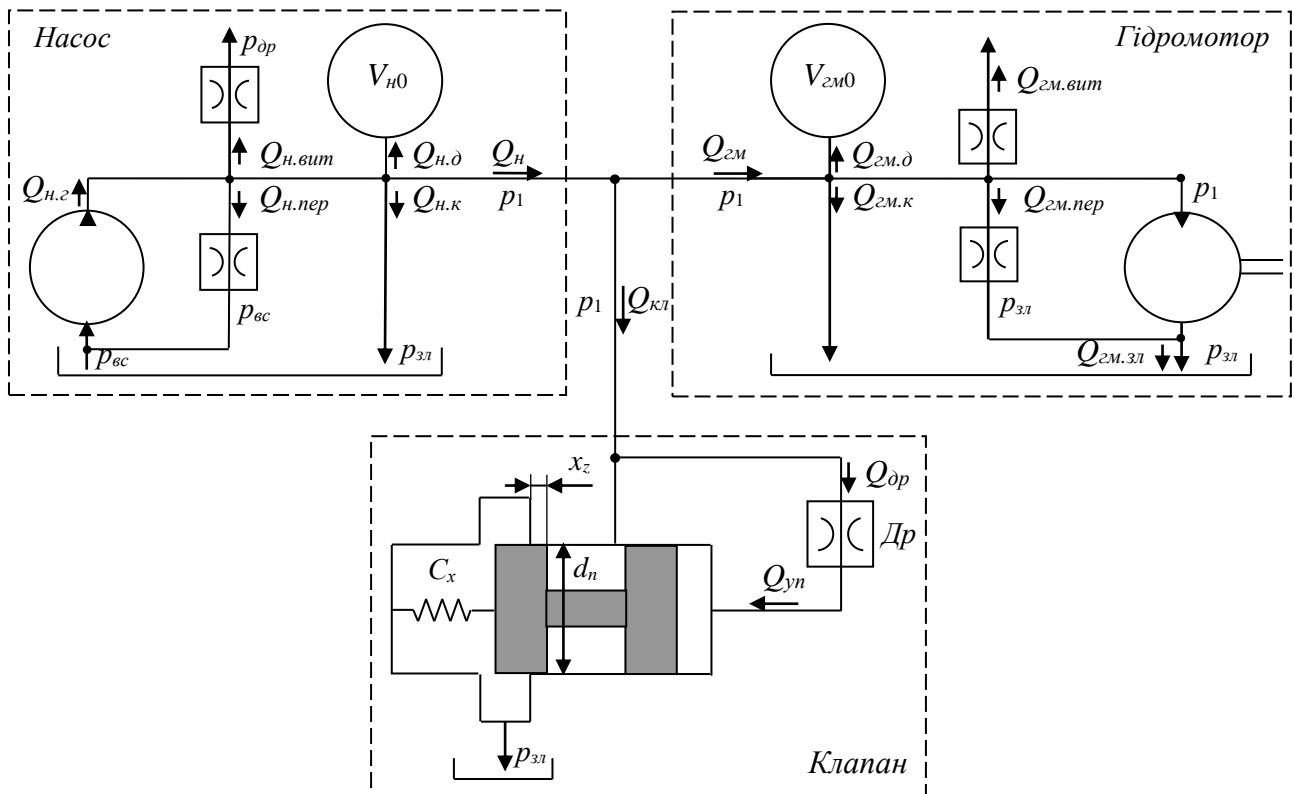 Насос
p_др
V_н0
Q_н.вит
Q_н.д
Q_н
Q_н.г
Q_н.пер
Q_н.к
p_1
p_вс
p_вс
p_зл
Гідромотор
V_гм0
Q_гм.вит
Q_гм
Q_гм.д
p_1
Q_гм.к
Q_гм.пер
p_1
p_зл
Q_гм.зл
p_зл
p_1
Q_кл
x_z
Q_др
Др
C_x
d_п
Q_уп
p_зл
Клапан